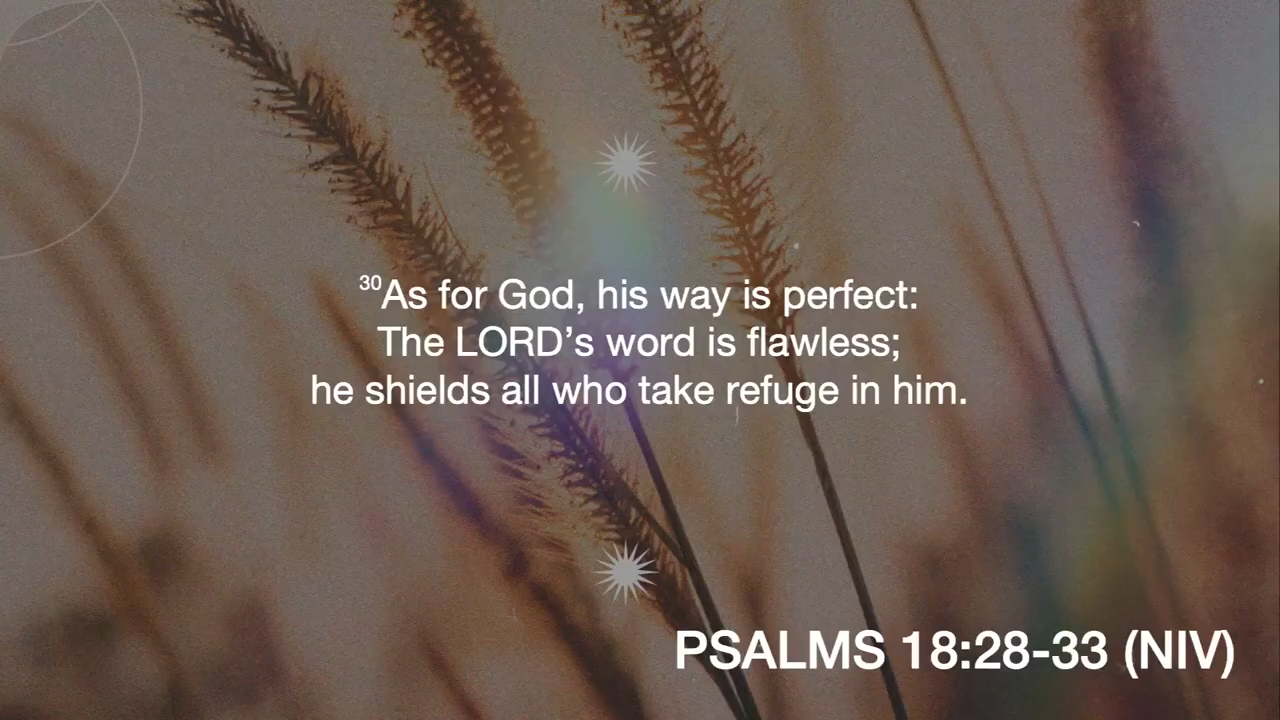 30As for God, his way is perfect:
The LORD’s word is flawless;
he shields all who take refuge in him.
PSALMS 18:28-33 (NIV)